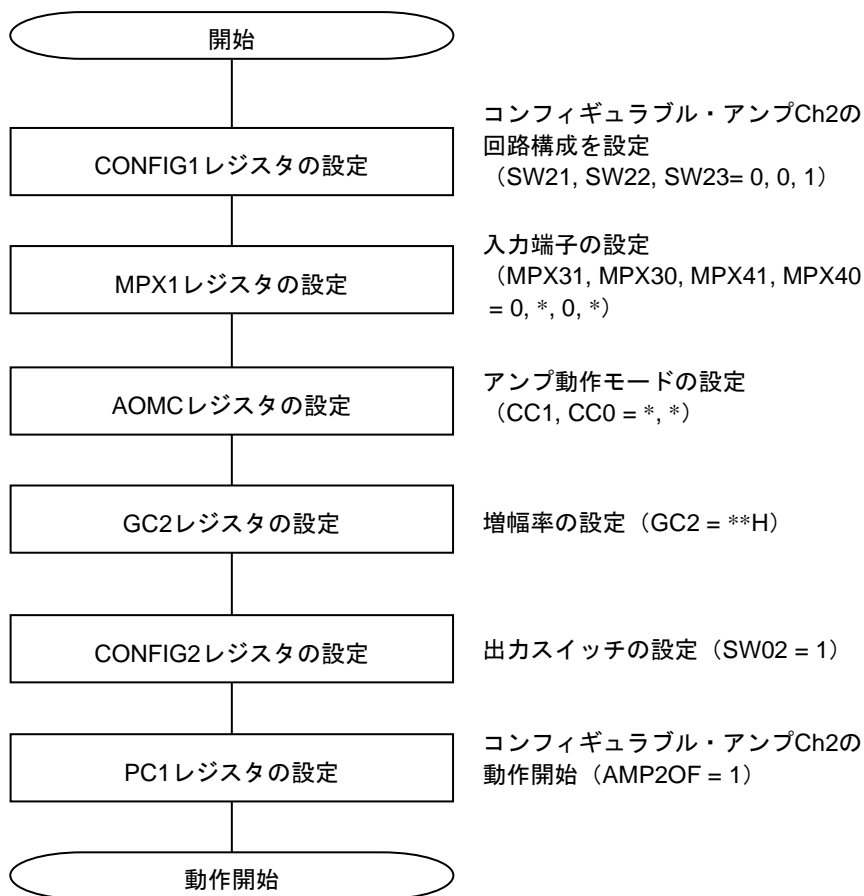 開始
CONFIG1レジスタの設定
コンフィギュラブル・アンプCh2の
回路構成を設定
（SW21, SW22, SW23= 0, 0, 1）
MPX1レジスタの設定
入力端子の設定
（MPX31, MPX30, MPX41, MPX40
= 0, *, 0, *）
AOMCレジスタの設定
アンプ動作モードの設定
（CC1, CC0 = *, *）
GC2レジスタの設定
増幅率の設定（GC2 = **H）
CONFIG2レジスタの設定
出力スイッチの設定（SW02 = 1）
PC1レジスタの設定
コンフィギュラブル・アンプCh2の
動作開始（AMP2OF = 1）
動作開始